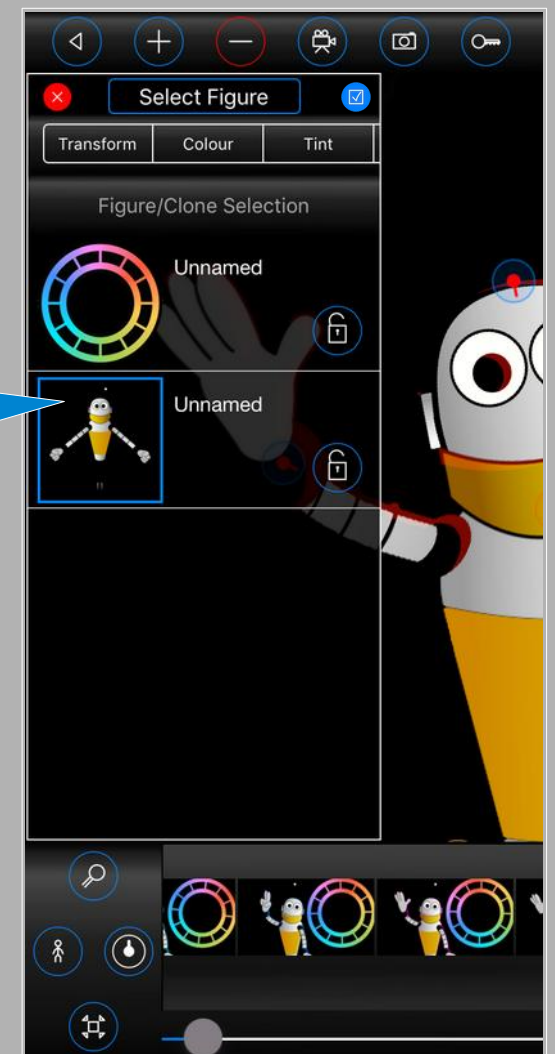 Select Figure
Transform Colour Tint
Figure/Clone Selection
Unnamed
Unnamed